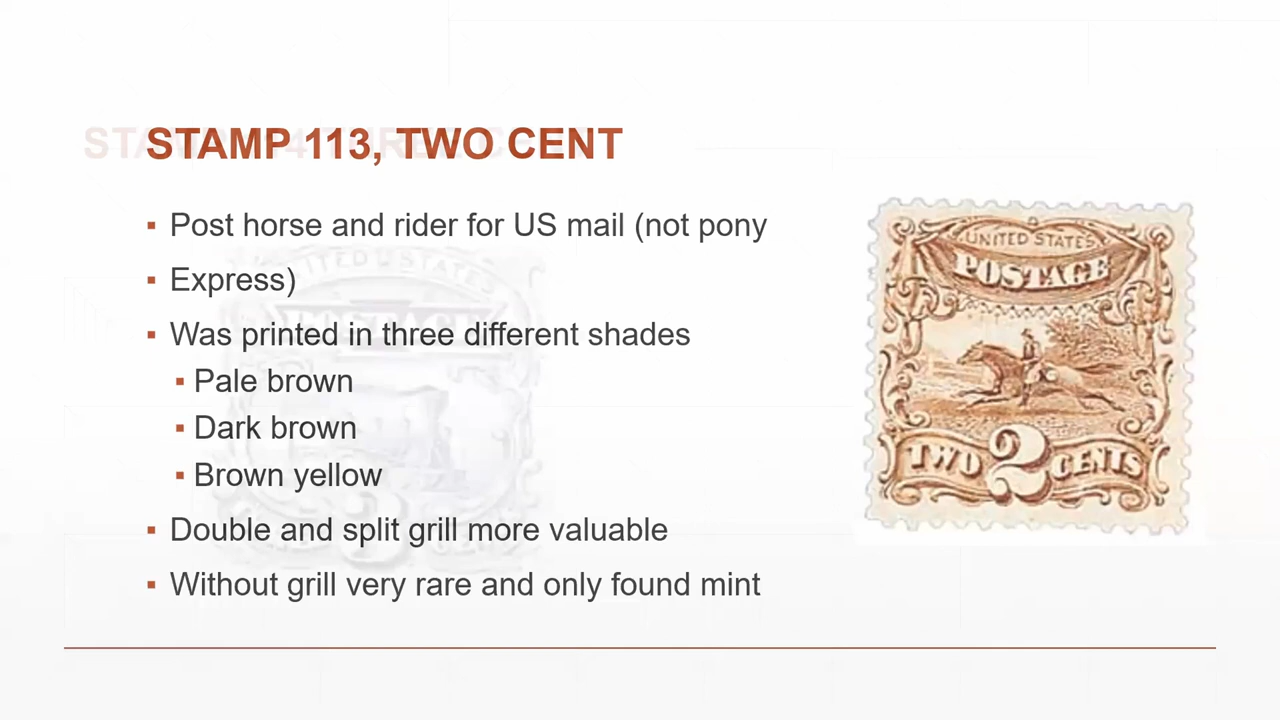 STAMP 113, TWO CENT
▪ Post horse and rider for US mail (not pony
▪ Express)
▪ Was printed in three different shades
▪ Pale brown
▪ Dark brown
▪ Brown yellow
▪ Double and split grill more valuable
▪ Without grill very rare and only found mint
UNITED STATES
POSTAGE
TWO 2 CENTS